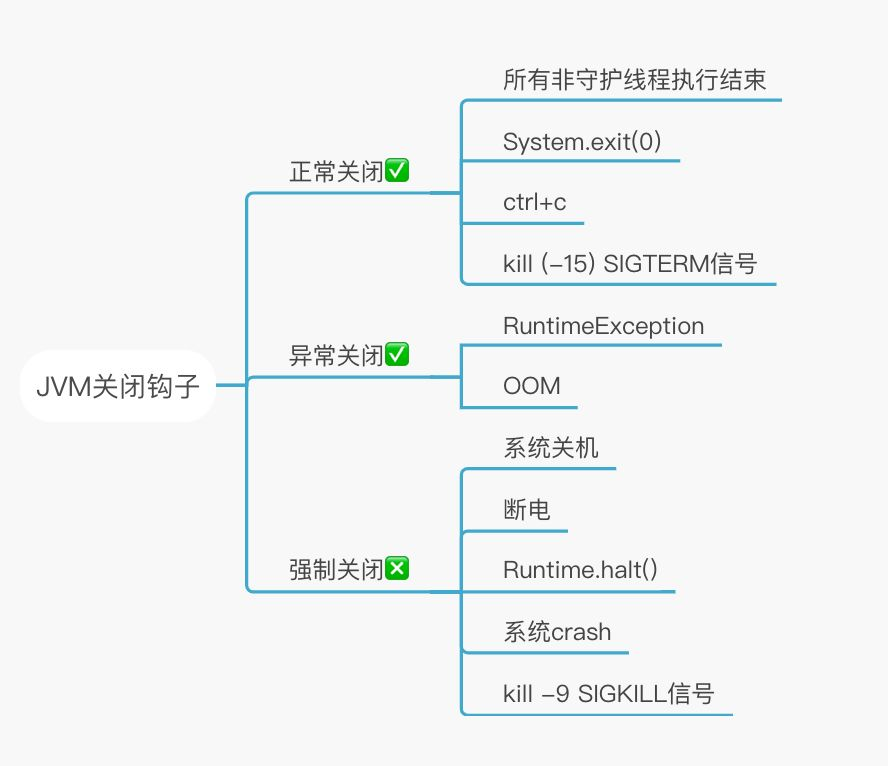 JVM关闭钩子
正常关闭✅
所有非守护线程执行结束
System.exit(0)
ctrl+c
kill (-15) SIGTERM信号
异常关闭✅
RuntimeException
OOM
强制关闭❎
系统关机
断电
Runtime.halt()
系统crash
kill -9 SIGKILL信号